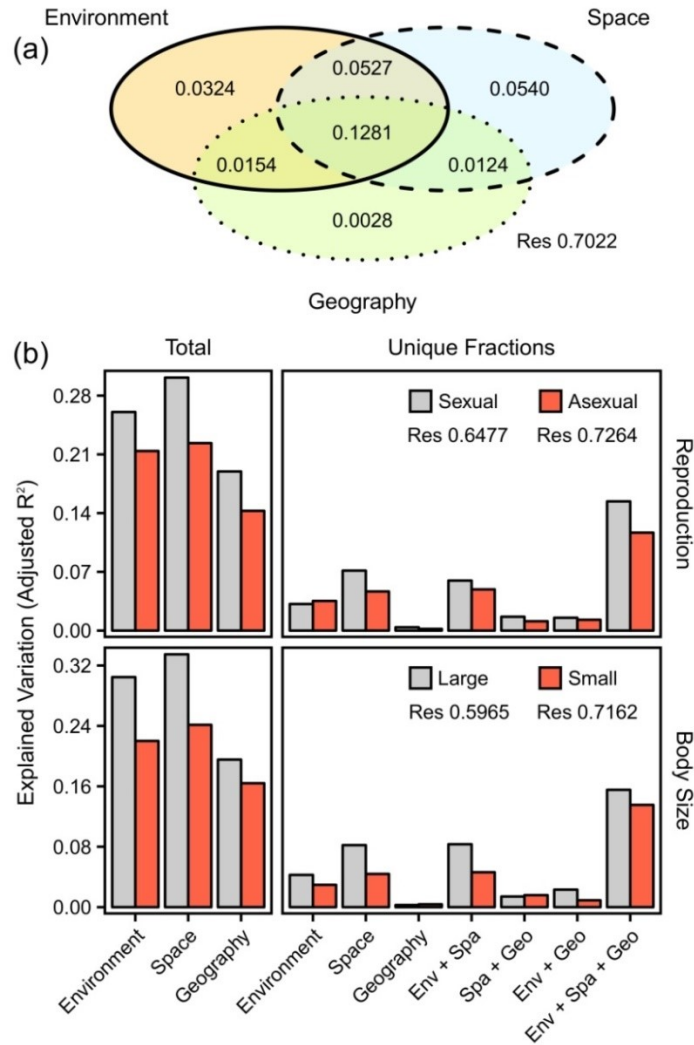 Environment
Space
(a)
0.0324
0.0527
0.0540
0.1281
0.0154
0.0124
0.0028
Res 0.7022
Geography
(b)
Total
Unique Fractions
Explained Variation (Adjusted R²)
0.28
0.21
0.14
0.07
0.00
Sexual
Asexual
Res 0.6477
Res 0.7264
Reproduction
0.32
0.24
0.16
0.08
0.00
Large
Small
Res 0.5965
Res 0.7162
Body Size
Environment
Space
Geography
Environment
Space
Geography
Env + Spa
Spa + Geo
Env + Geo
Env + Spa + Geo